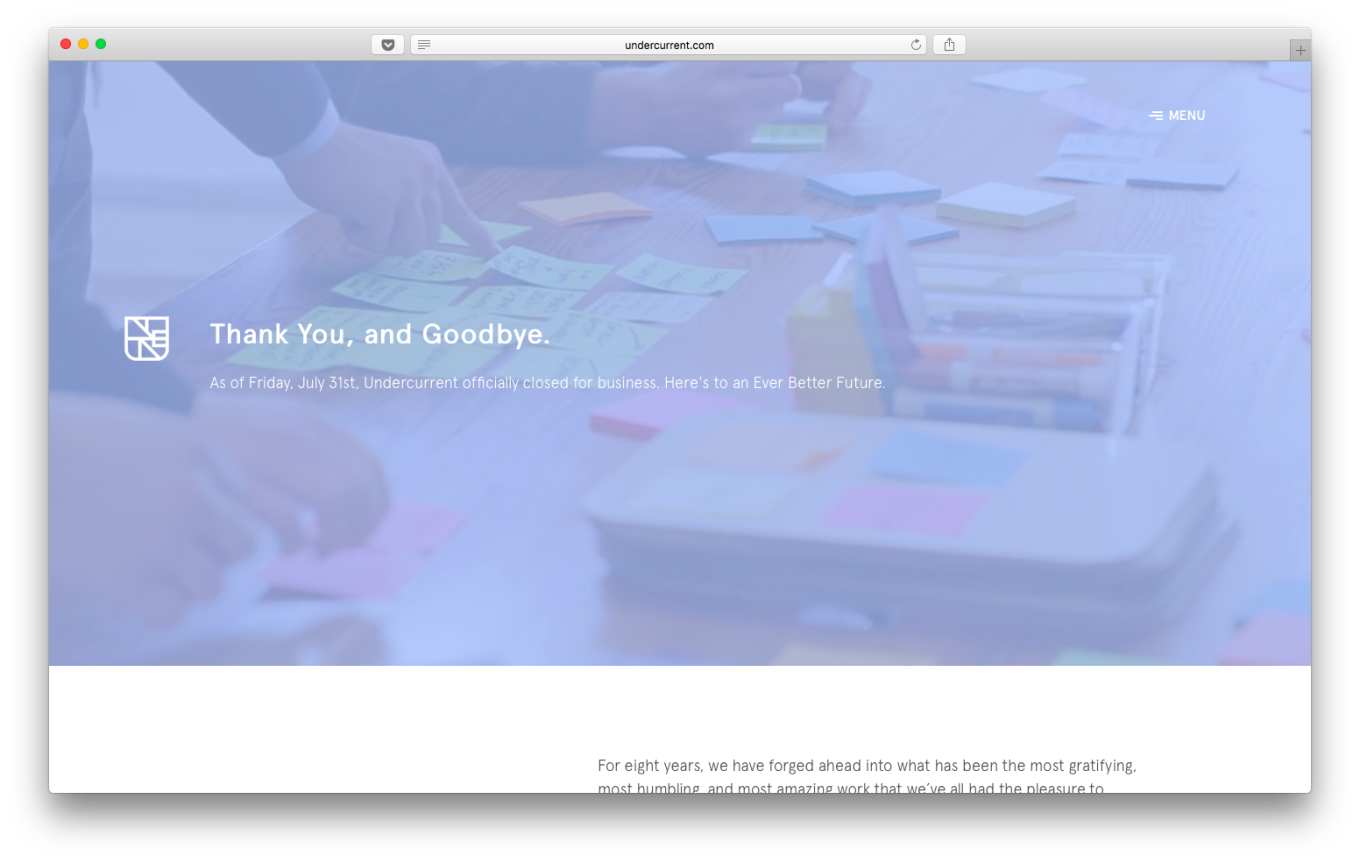 undercurrent.com
MENU
Thank You, and Goodbye.
As of Friday, July 31st, Undercurrent officially closed for business. Here's to an Ever Better Future.
For eight years, we have forged ahead into what has been the most gratifying,
most humbling, and most amazing work that we've all had the pleasure to